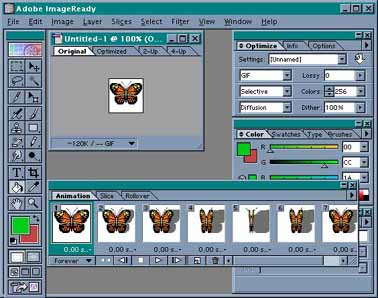 Adobe ImageReady
File Edit Image Layer Slices Select Filter View Window Help
Untitled-1 @ 100% (O...
Original Optimized 2-Up 4-Up
~120K / -- GIF
Optimize Info Options
Settings: [Unnamed]
GIF Lossy: 0
Selective Colors: 256
Diffusion Dither: 100%
Color Swatches Type Brushes
R 00
G CC
1A
Animation Slice Rollover
1 2 3 4 5 6 7
0,00 s... 0,00 s... 0,00 s... 0,00 s... 0,00 s... 0,00 s... 0,00 s...
Forever